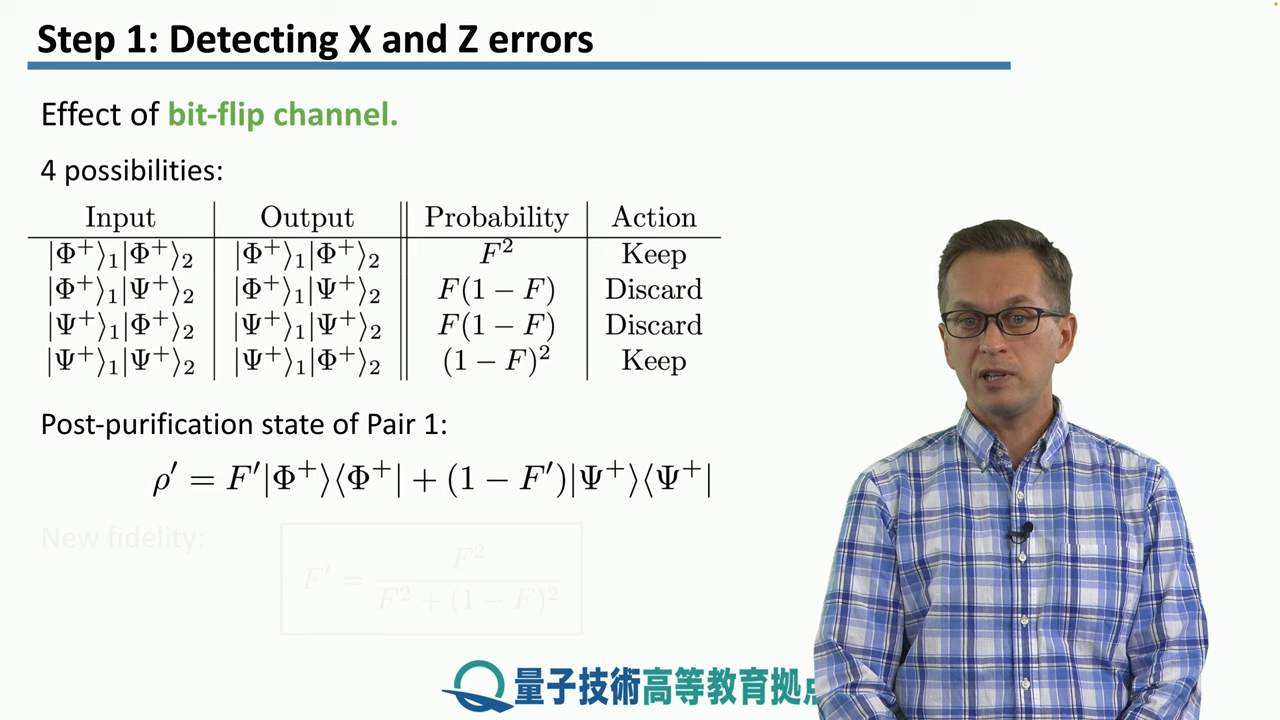 Step 1: Detecting X and Z errors
Effect of bit-flip channel.
4 possibilities:
Input Output Probability Action
|Φ⁺⟩₁|Φ⁺⟩₂ |Φ⁺⟩₁|Φ⁺⟩₂ F² Keep
|Φ⁺⟩₁|Ψ⁺⟩₂ |Φ⁺⟩₁|Ψ⁺⟩₂ F(1 − F) Discard
|Ψ⁺⟩₁|Φ⁺⟩₂ |Ψ⁺⟩₁|Ψ⁺⟩₂ F(1 − F) Discard
|Ψ⁺⟩₁|Ψ⁺⟩₂ |Ψ⁺⟩₁|Φ⁺⟩₂ (1 − F)² Keep
Post-purification state of Pair 1:
ρ′ = F′|Φ⁺⟩⟨Φ⁺| + (1 − F′)|Ψ⁺⟩⟨Ψ⁺|
New fidelity:
F′ = F² / (F² + (1 − F)²)
量子技術高等教育拠点